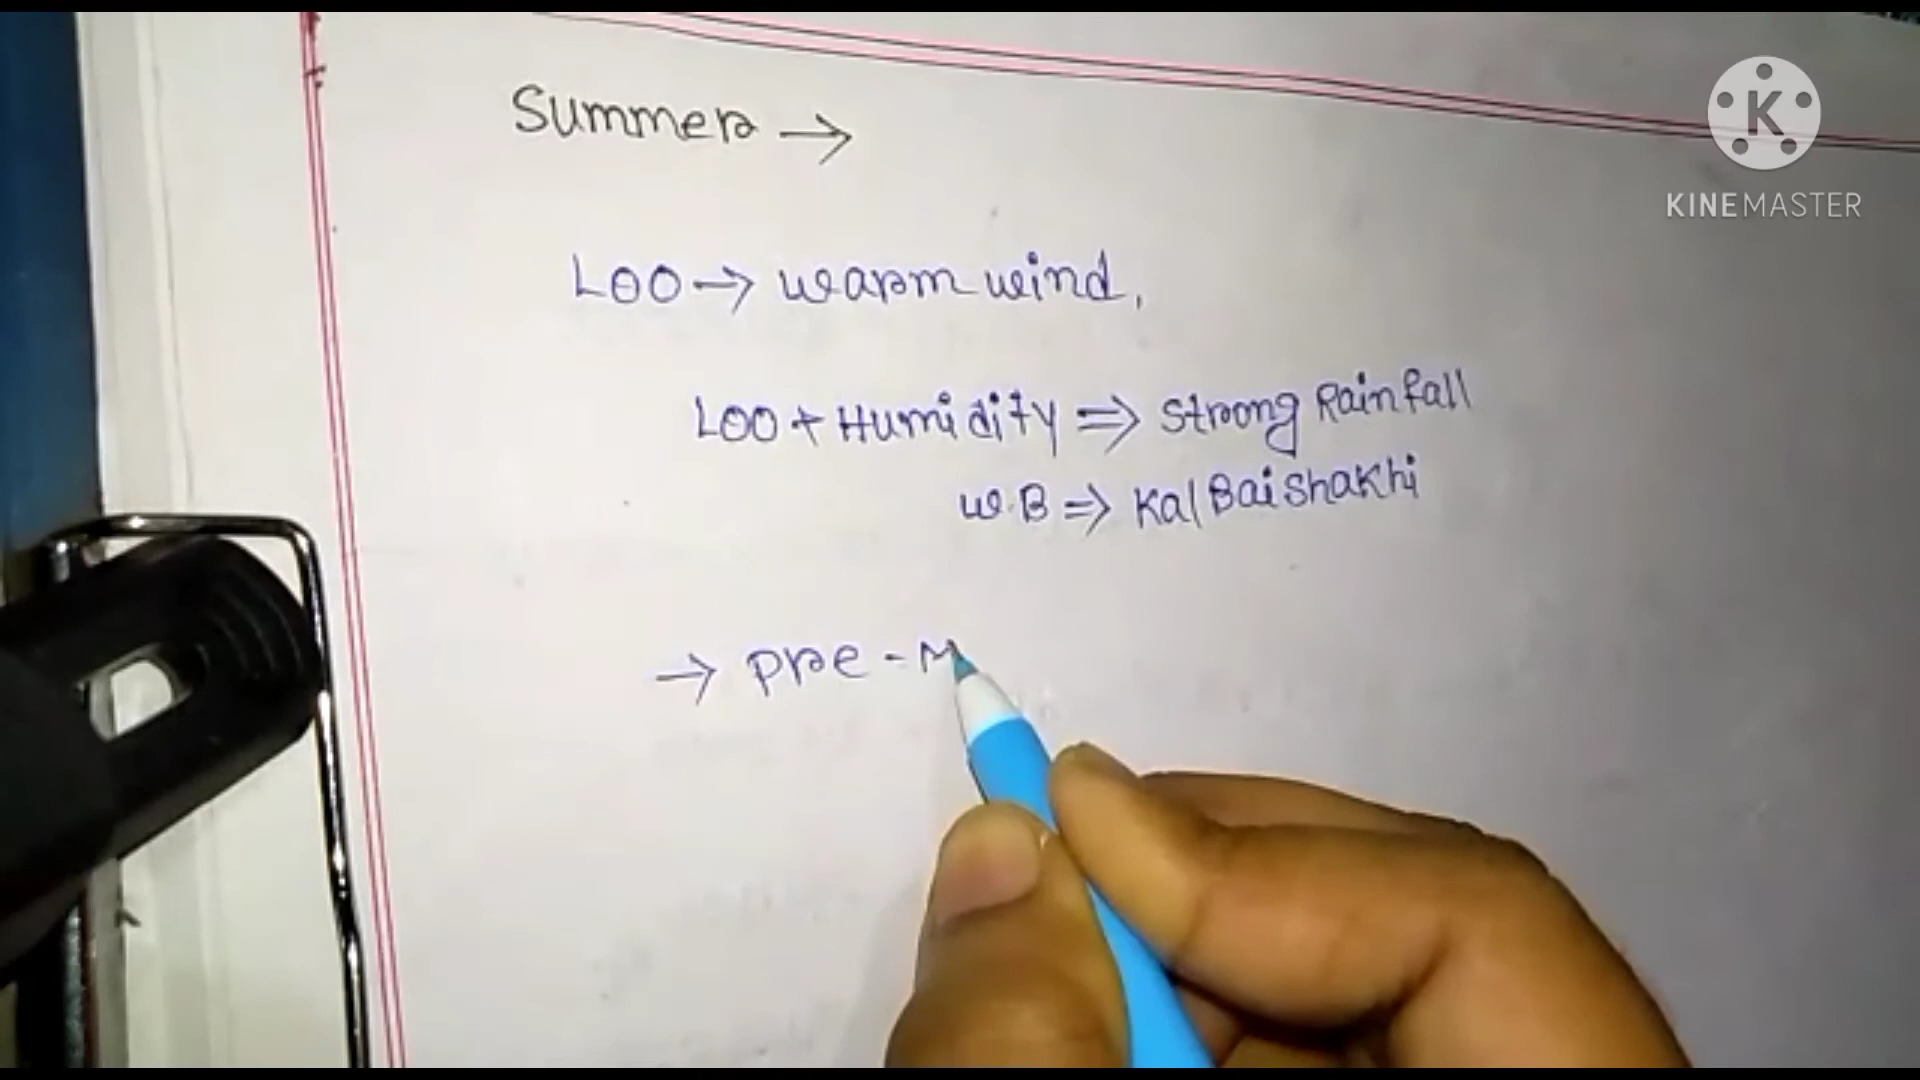 Summer →
LOO → warm wind,
LOO + Humidity ⇒ Strong Rainfall
W.B ⇒ Kal Baishakhi
→ Pre - M
K
KINEMASTER